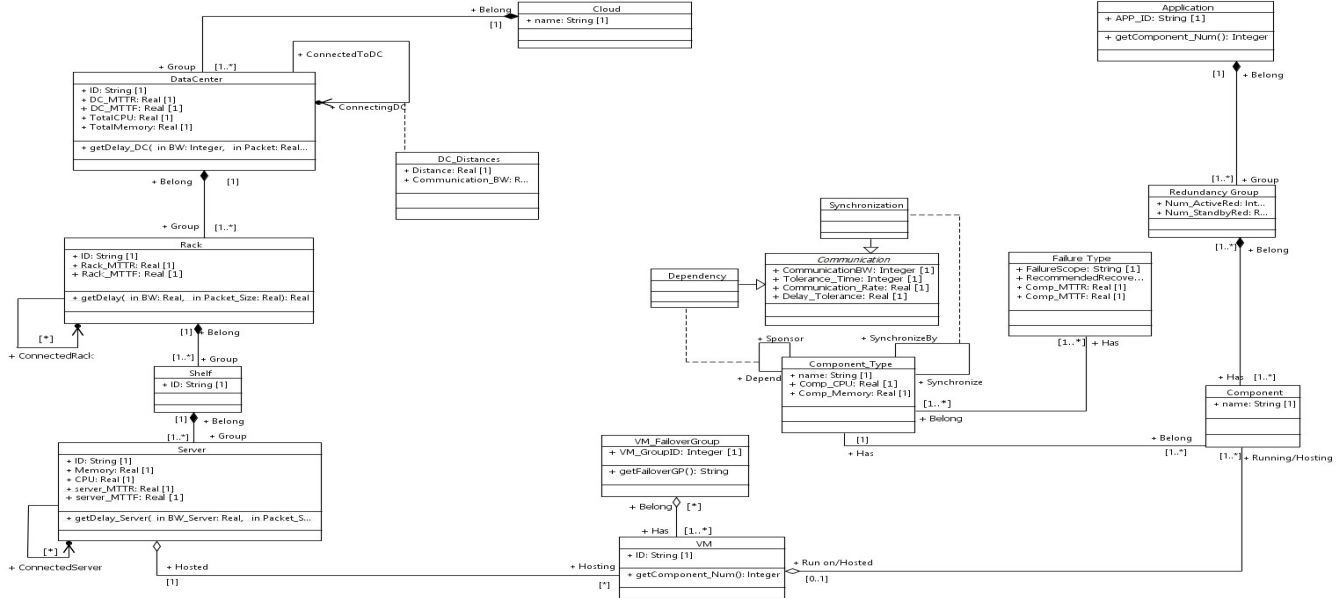 Cloud
+ name: String [1]
+ Belong
[1]
+ Group
[1..*]
DataCenter
+ ID: String [1]
+ DC_MTTR: Real [1]
+ DC_MTTF: Real [1]
+ TotalCPU: Real [1]
+ TotalMemory: Real [1]
+ getDelay_DC( in BW: Integer, in Packet: Real...
+ ConnectedToDC
+ ConnectingDC
DC_Distances
+ Distance: Real [1]
+ Communication_BW: R...
+ Belong
[1]
+ Group
[1..*]
Rack
+ ID: String [1]
+ Rack_MTTR: Real [1]
+ Rack_MTTF: Real [1]
+ getDelay( in BW: Real, in Packet_Size: Real): Real
[*]
+ ConnectedRack
[1]
+ Belong
[1..*]
+ Group
Shelf
+ ID: String [1]
[1]
+ Belong
[1..*]
+ Group
Server
+ ID: String [1]
+ Memory: Real [1]
+ CPU: Real [1]
+ server_MTTR: Real [1]
+ server_MTTF: Real [1]
+ getDelay_Server( in BW_Server: Real, in Packet_S...
[*]
+ ConnectedServer
+ Hosted
[1]
+ Hosting
[*]
VM_FailoverGroup
+ VM_GroupID: Integer [1]
+ getFailoverGP(): String
+ Belong
[*]
+ Has
[1..*]
VM
+ ID: String [1]
+ getComponent_Num(): Integer
+ Run on/Hosted
[0..1]
Synchronization
Dependency
Communication
+ CommunicationBW: Integer [1]
+ Tolerance_Time: Integer [1]
+ Communication_Rate: Real [1]
+ Delay_Tolerance: Real [1]
+ Sponsor
+ Depend
+ SynchronizeBy
+ Synchronize
Component_Type
+ name: String [1]
+ Comp_CPU: Real [1]
+ Comp_Memory: Real [1]
[1..*]
+ Belong
[1]
+ Has
Failure Type
+ FailureScope: String [1]
+ RecommendedRecove...
+ Comp_MTTR: Real [1]
+ Comp_MTTF: Real [1]
+ Has
[1..*]
Application
+ APP_ID: String [1]
+ getComponent_Num(): Integer
[1]
+ Belong
[1..*]
+ Group
Redundancy Group
+ Num_ActiveRed: Int...
+ Num_StandbyRed: R...
[1..*]
+ Belong
+ Has
[1..*]
Component
+ name: String [1]
+ Belong
[1..*]
[1..*]
+ Running/Hosting